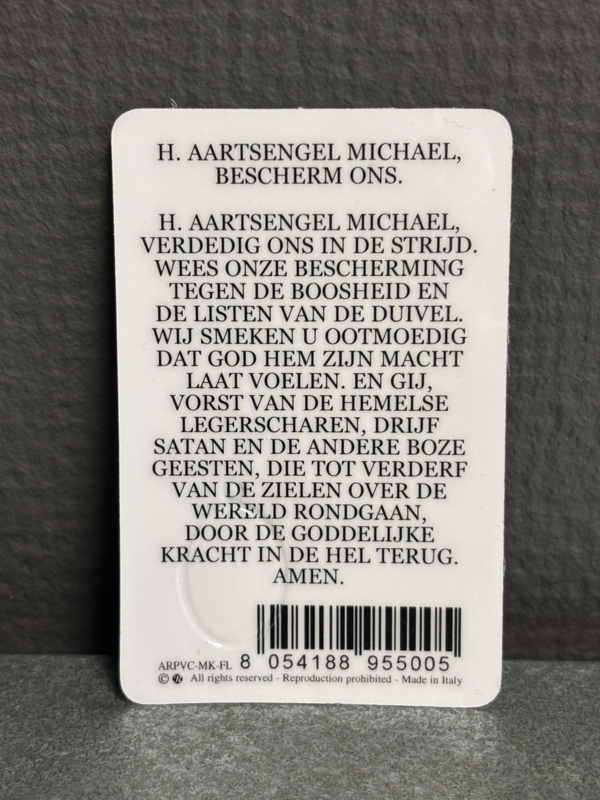 H. AARTSENGEL MICHAEL,
BESCHERM ONS.
H. AARTSENGEL MICHAEL,
VERDEDIG ONS IN DE STRIJD.
WEES ONZE BESCHERMING
TEGEN DE BOOSHEID EN
DE LISTEN VAN DE DUIVEL.
WIJ SMEKEN U OOTMOEDIG
DAT GOD HEM ZIJN MACHT
LAAT VOELEN. EN GIJ,
VORST VAN DE HEMELSE
LEGERSCHAREN, DRIJF
SATAN EN DE ANDERE BOZE
GEESTEN, DIE TOT VERDERF
VAN DE ZIELEN OVER DE
WERELD RONDGAAN,
DOOR DE GODDELIJKE
KRACHT IN DE HEL TERUG.
AMEN.
8 054188 955005
ARPVC-MK-FL
© All rights reserved - Reproduction prohibited - Made in Italy